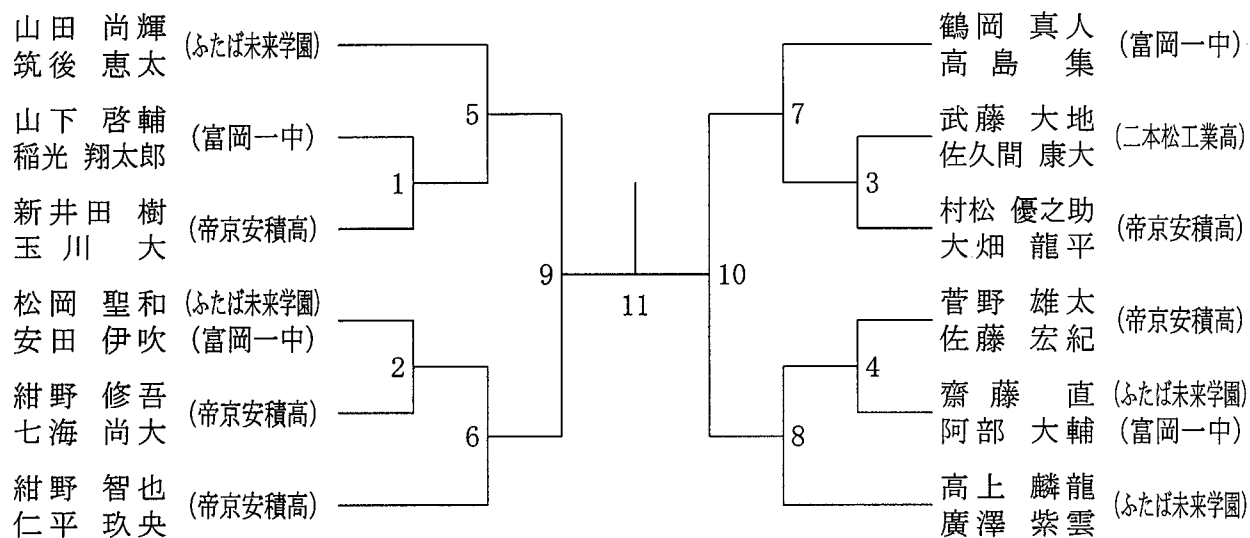 山田 尚輝 (ふたば未来学園)
筑後 恵太
山下 啓輔 (富岡一中)
稲光 翔太郎
新井田 樹 (帝京安積高)
玉川 大
松岡 聖和 (ふたば未来学園)
安田 伊吹 (富岡一中)
紺野 修吾 (帝京安積高)
七海 尚大
紺野 智也 (帝京安積高)
仁平 玖央
5
1
9
2
6
11
7
3
10
4
8
鶴岡 真人 (富岡一中)
高島 集
武藤 大地 (二本松工業高)
佐久間 康大
村松 優之助 (帝京安積高)
大畑 龍平
菅野 雄太 (帝京安積高)
佐藤 宏紀
齋藤 直 (ふたば未来学園)
阿部 大輔 (富岡一中)
高上 麟龍 (ふたば未来学園)
廣澤 紫雲